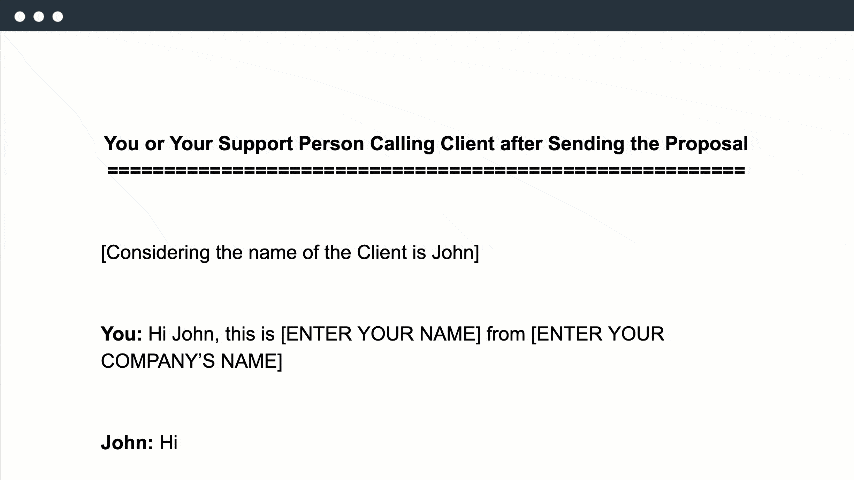 You or Your Support Person Calling Client after Sending the Proposal
========================================================
[Considering the name of the Client is John]
You: Hi John, this is [ENTER YOUR NAME] from [ENTER YOUR
COMPANY’S NAME]
John: Hi